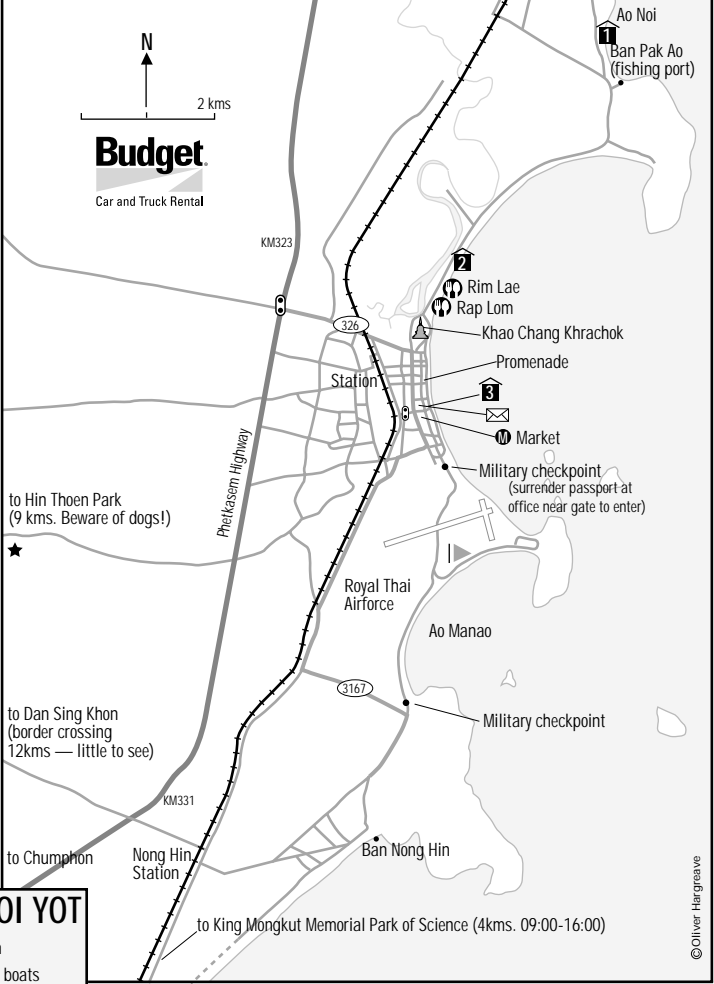 Ao Noi
1
Ban Pak Ao
(fishing port)
N
2 kms
Budget
Car and Truck Rental
KM323
2
Rim Lae
Rap Lom
326
Khao Chang Khrachok
Promenade
Station
3
M Market
Military checkpoint
(surrender passport at
office near gate to enter)
Phetkasem Highway
to Hin Thoen Park
(9 kms. Beware of dogs!)
Royal Thai
Airforce
Ao Manao
3167
to Dan Sing Khon
(border crossing
12kms — little to see)
Military checkpoint
KM331
to Chumphon
Nong Hin
Station
Ban Nong Hin
OI YOT
boats
to King Mongkut Memorial Park of Science (4kms. 09:00-16:00)
©Oliver Hargreave